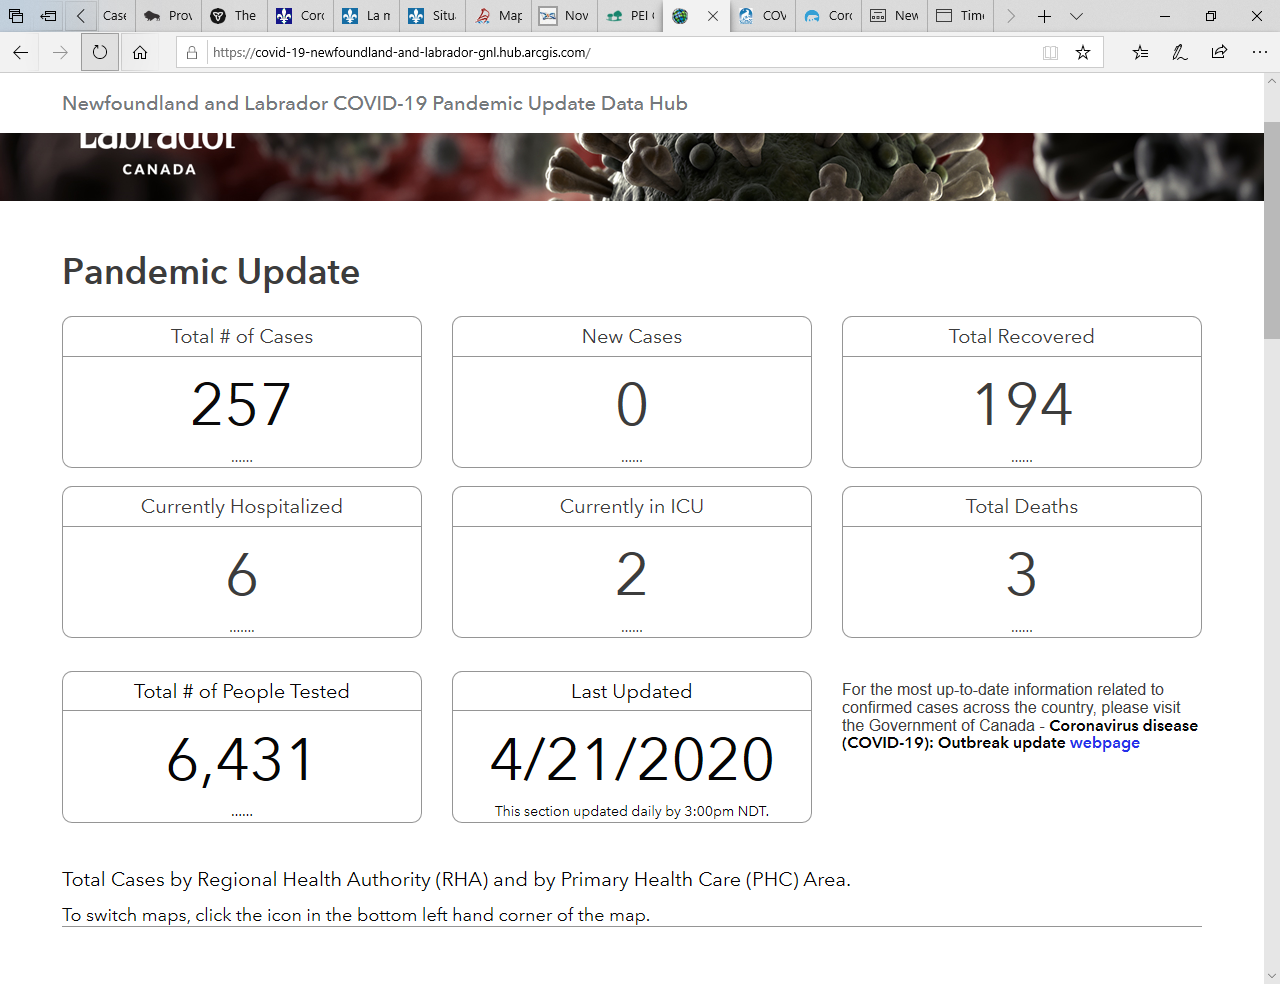 Case
Prov
The
Corc
La n
Situ
Map
Nov
PEI
COV
Corc
New
Time
https://covid-19-newfoundland-and-labrador-gnl.hub.arcgis.com/
Newfoundland and Labrador COVID-19 Pandemic Update Data Hub
Labrador
CANADA
Pandemic Update
Total # of Cases
257
......
New Cases
0
......
Total Recovered
194
......
Currently Hospitalized
6
.......
Currently in ICU
2
......
Total Deaths
3
......
Total # of People Tested
6,431
......
Last Updated
4/21/2020
This section updated daily by 3:00pm NDT.
For the most up-to-date information related to
confirmed cases across the country, please visit
the Government of Canada - Coronavirus disease
(COVID-19): Outbreak update webpage
Total Cases by Regional Health Authority (RHA) and by Primary Health Care (PHC) Area.
To switch maps, click the icon in the bottom left hand corner of the map.